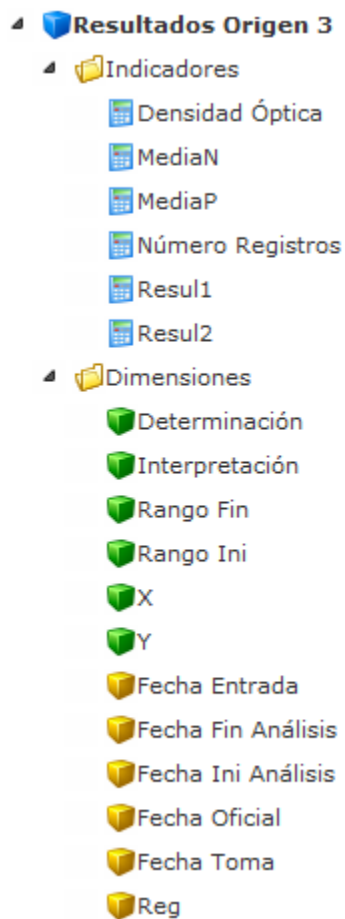 Resultados Origen 3
Indicadores
Densidad Óptica
MediaN
MediaP
Número Registros
Resul1
Resul2
Dimensiones
Determinación
Interpretación
Rango Fin
Rango Ini
X
Y
Fecha Entrada
Fecha Fin Análisis
Fecha Ini Análisis
Fecha Oficial
Fecha Toma
Reg